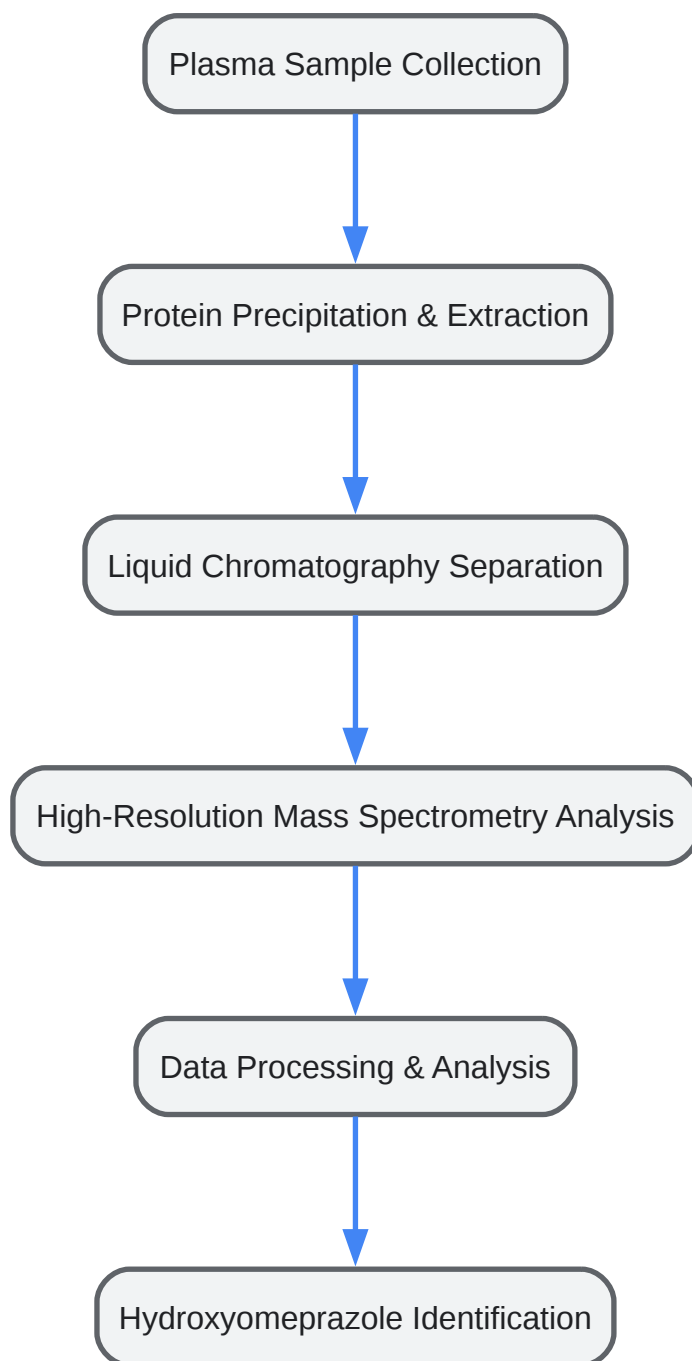 Plasma Sample Collection
Protein Precipitation & Extraction
Liquid Chromatography Separation
High-Resolution Mass Spectrometry Analysis
Data Processing & Analysis
Hydroxyomeprazole Identification